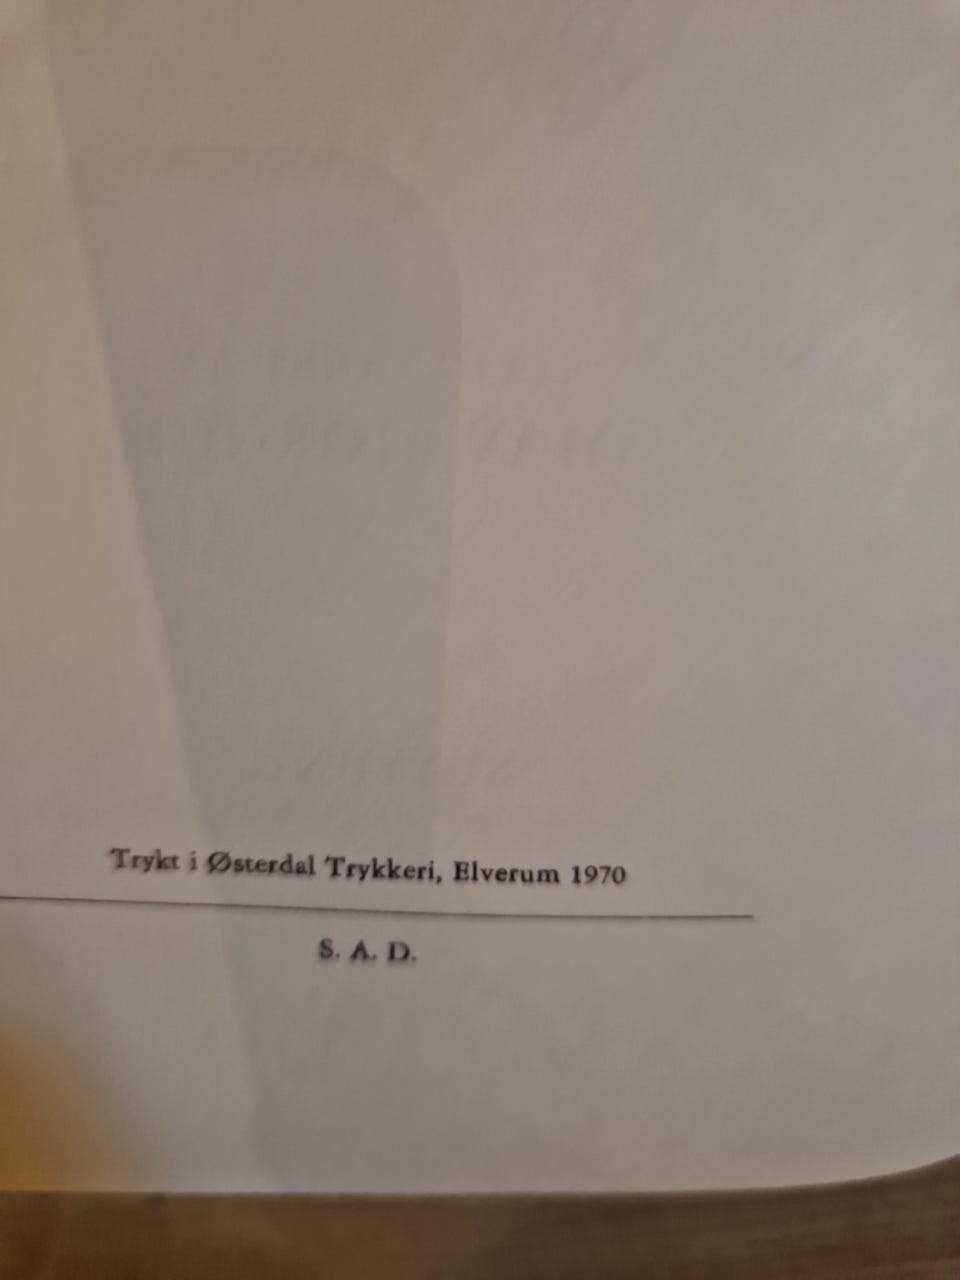 Trykt i Østerdal Trykkeri, Elverum 1970
S. A. D.